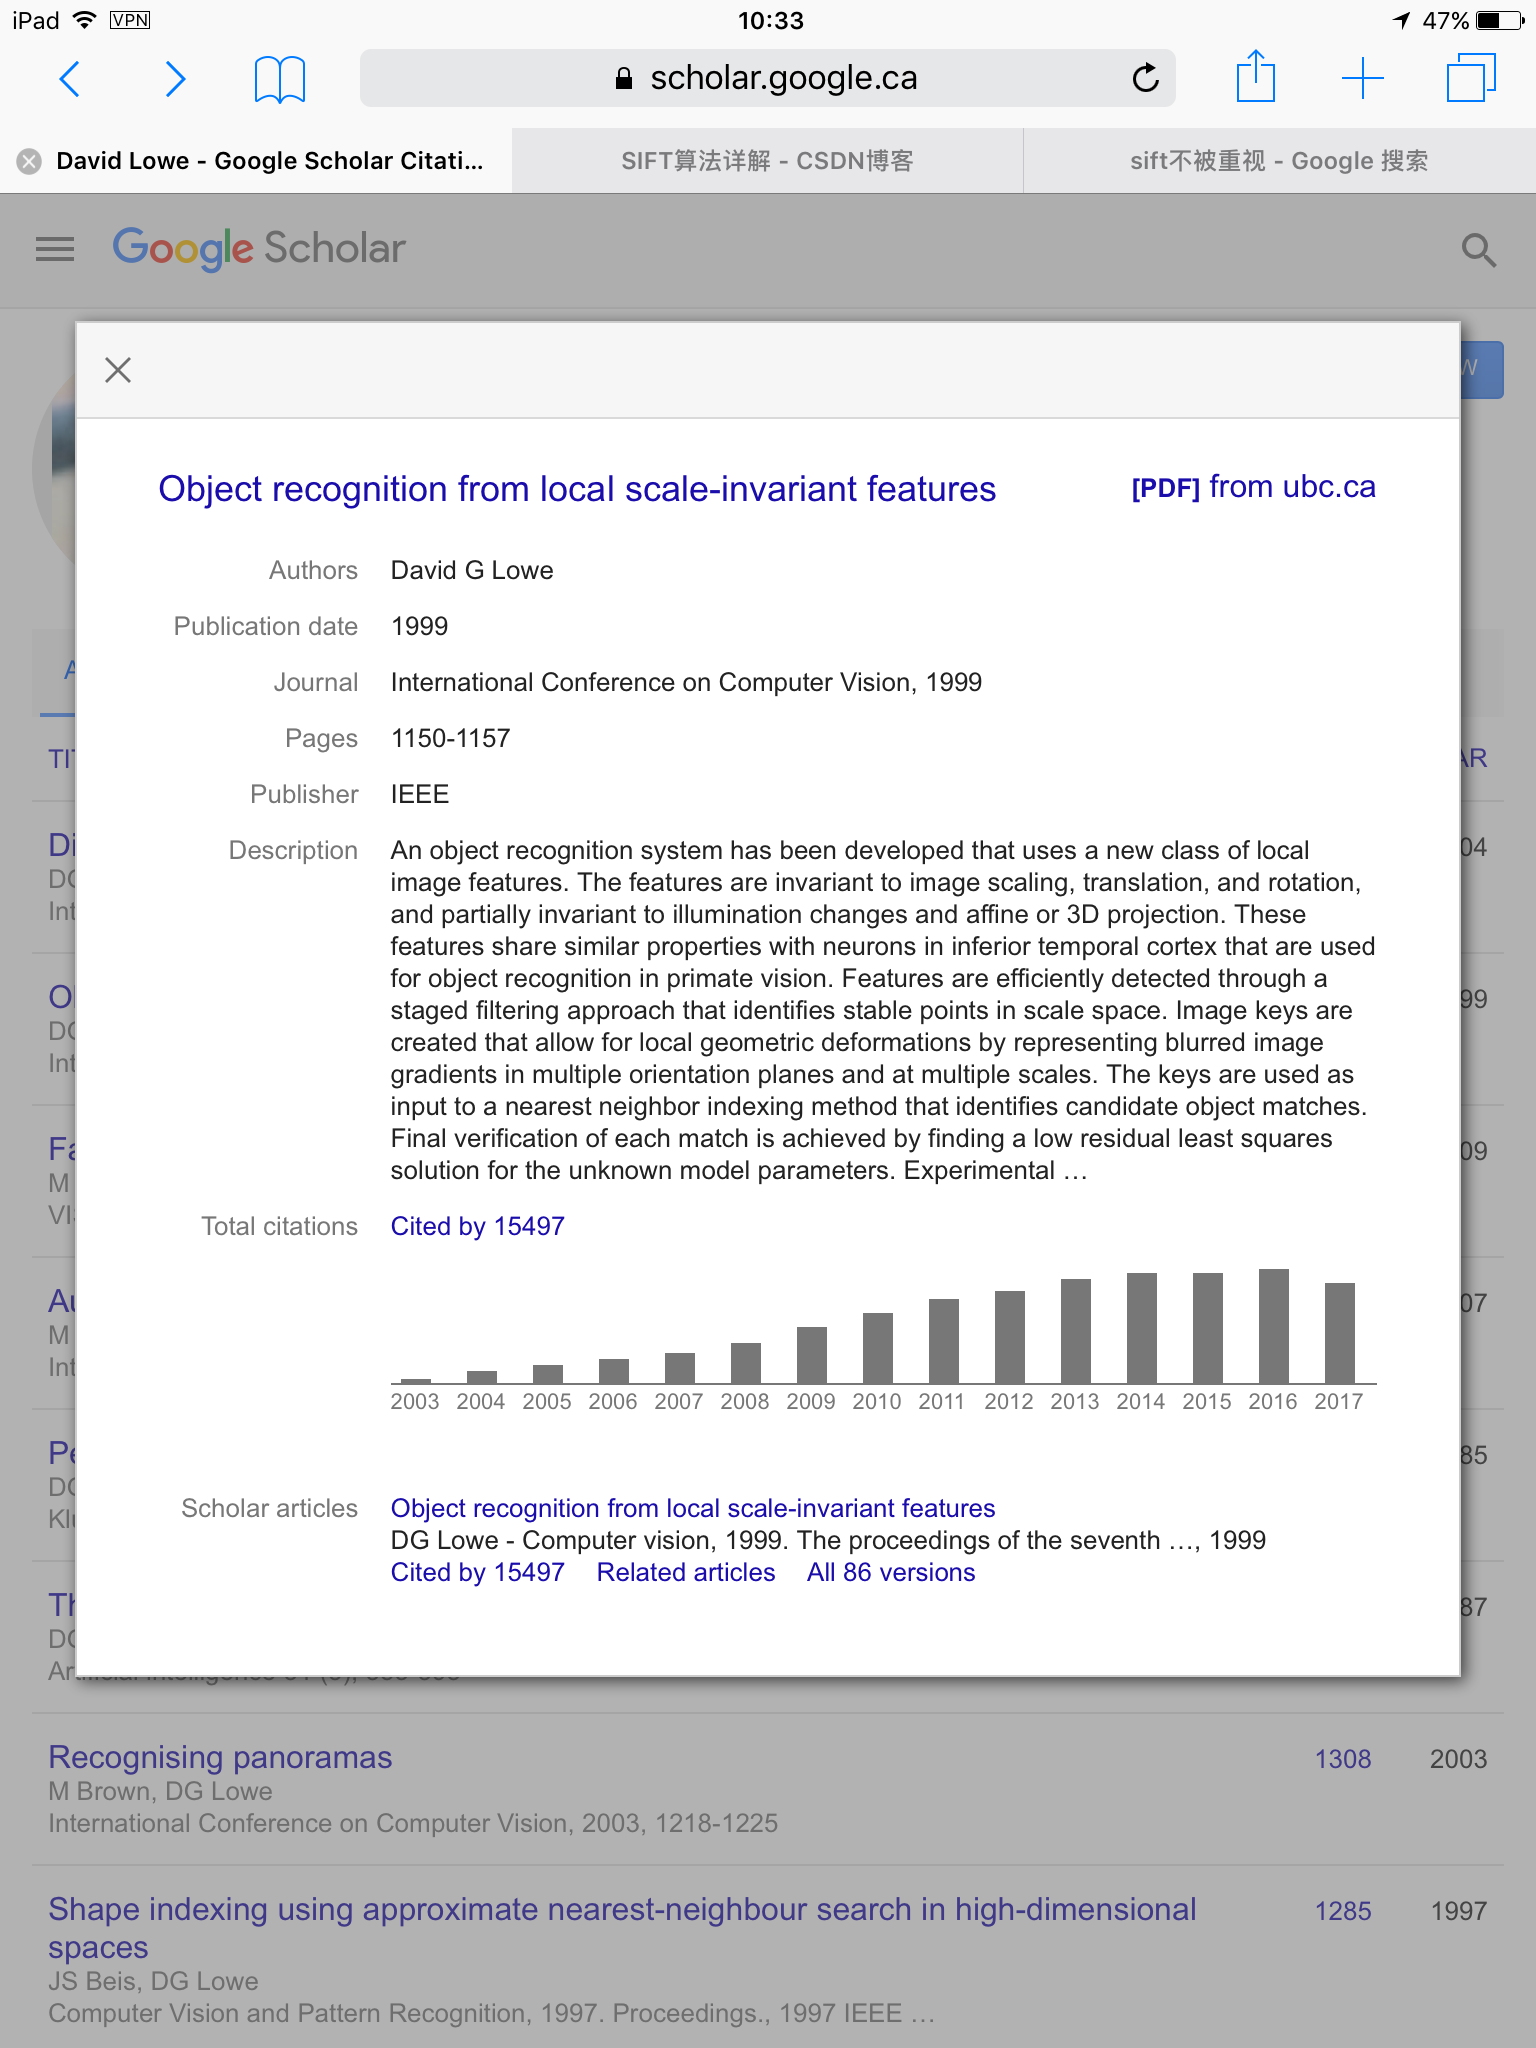 iPad VPN 10:33 47%
scholar.google.ca
David Lowe - Google Scholar Citati...
SIFT算法详解 - CSDN博客
sift不被重视 - Google 搜索
Google Scholar
Object recognition from local scale-invariant features
[PDF] from ubc.ca
Authors David G Lowe
Publication date 1999
Journal International Conference on Computer Vision, 1999
Pages 1150-1157
Publisher IEEE
Description An object recognition system has been developed that uses a new class of local
image features. The features are invariant to image scaling, translation, and rotation,
and partially invariant to illumination changes and affine or 3D projection. These
features share similar properties with neurons in inferior temporal cortex that are used
for object recognition in primate vision. Features are efficiently detected through a
staged filtering approach that identifies stable points in scale space. Image keys are
created that allow for local geometric deformations by representing blurred image
gradients in multiple orientation planes and at multiple scales. The keys are used as
input to a nearest neighbor indexing method that identifies candidate object matches.
Final verification of each match is achieved by finding a low residual least squares
solution for the unknown model parameters. Experimental …
Total citations Cited by 15497
2003 2004 2005 2006 2007 2008 2009 2010 2011 2012 2013 2014 2015 2016 2017
Scholar articles Object recognition from local scale-invariant features
DG Lowe - Computer vision, 1999. The proceedings of the seventh …, 1999
Cited by 15497 Related articles All 86 versions
Recognising panoramas 1308 2003
M Brown, DG Lowe
International Conference on Computer Vision, 2003, 1218-1225
Shape indexing using approximate nearest-neighbour search in high-dimensional 1285 1997
spaces
JS Beis, DG Lowe
Computer Vision and Pattern Recognition, 1997. Proceedings., 1997 IEEE …